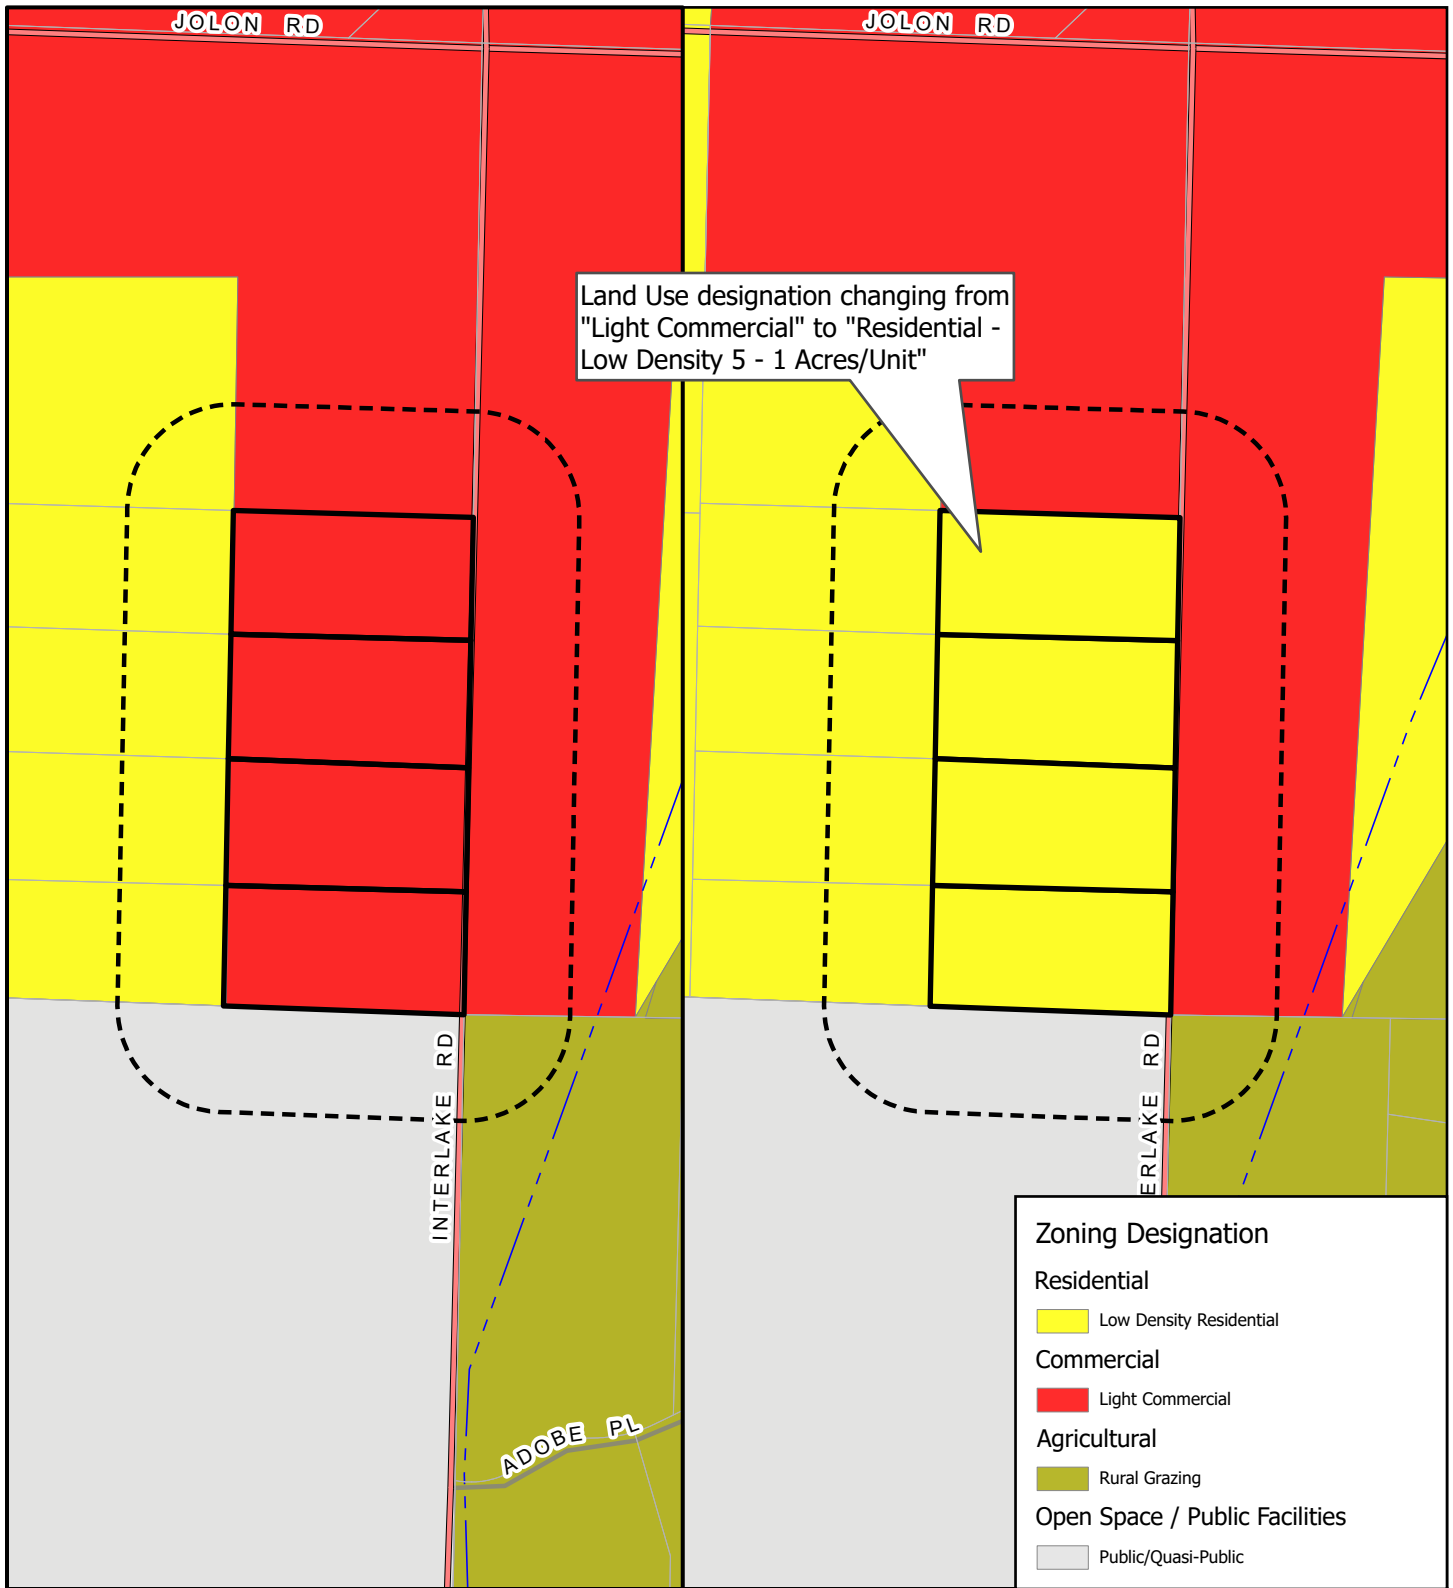 JOLON RD
JOLON RD
Land Use designation changing from
"Light Commercial" to "Residential -
Low Density 5 - 1 Acres/Unit"
INTERLAKE RD
ERLAKE RD
ADOBE PL
Zoning Designation
Residential
Low Density Residential
Commercial
Light Commercial
Agricultural
Rural Grazing
Open Space / Public Facilities
Public/Quasi-Public